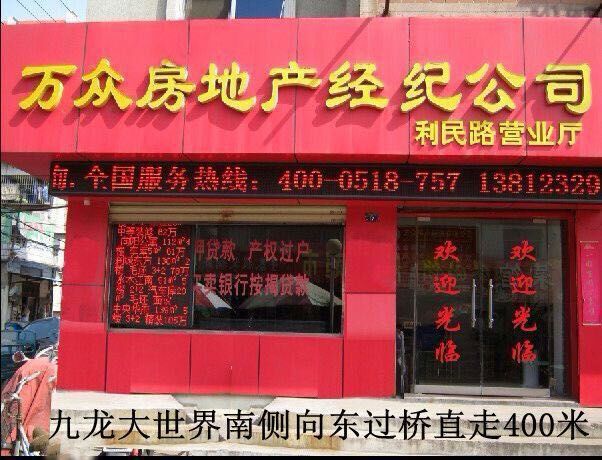 万众房地产经纪公司
利民路营业厅
全国服务热线：400-0518-757 13812329
押贷款 产权过户
买卖银行按揭贷款
欢迎光临
欢迎光临
九龙大世界南侧向东过桥直走400米